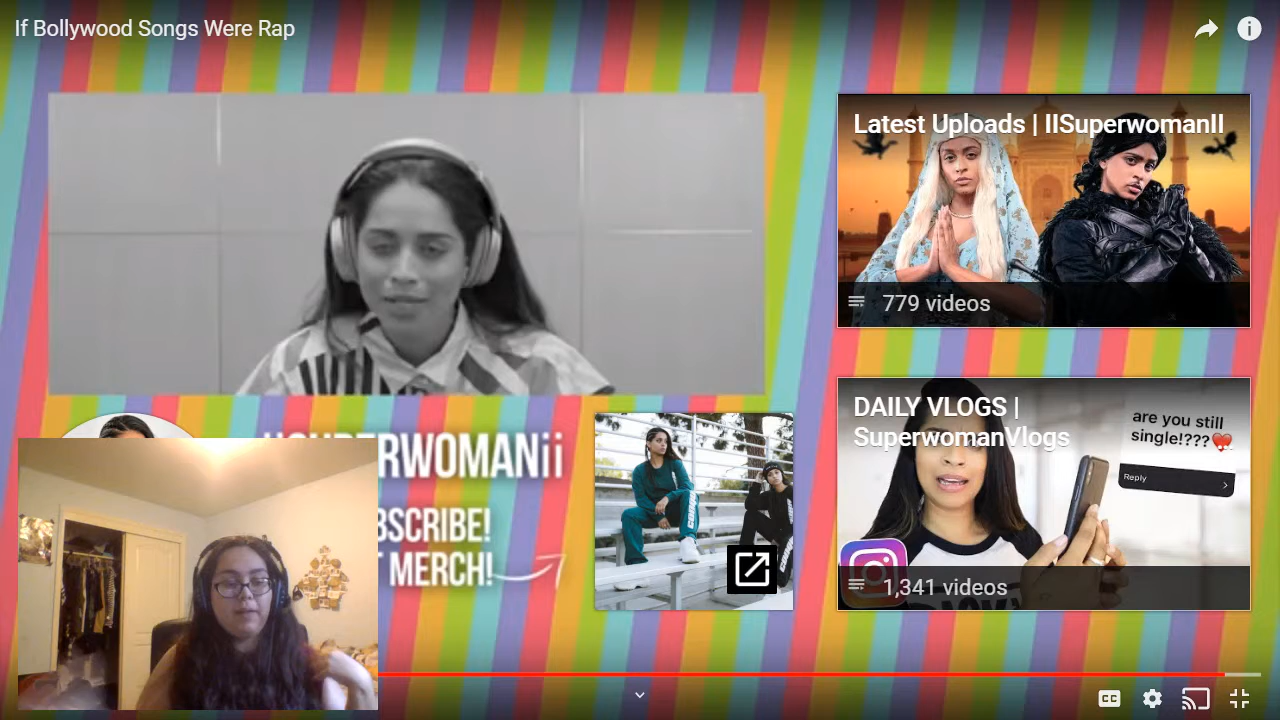 If Bollywood Songs Were Rap
Latest Uploads | IISuperwomanII
779 videos
RWOMANii
BSCRIBE!
MERCH!
DAILY VLOGS |
SuperwomanVlogs
are you still
single!???
Reply
1,341 videos
CC